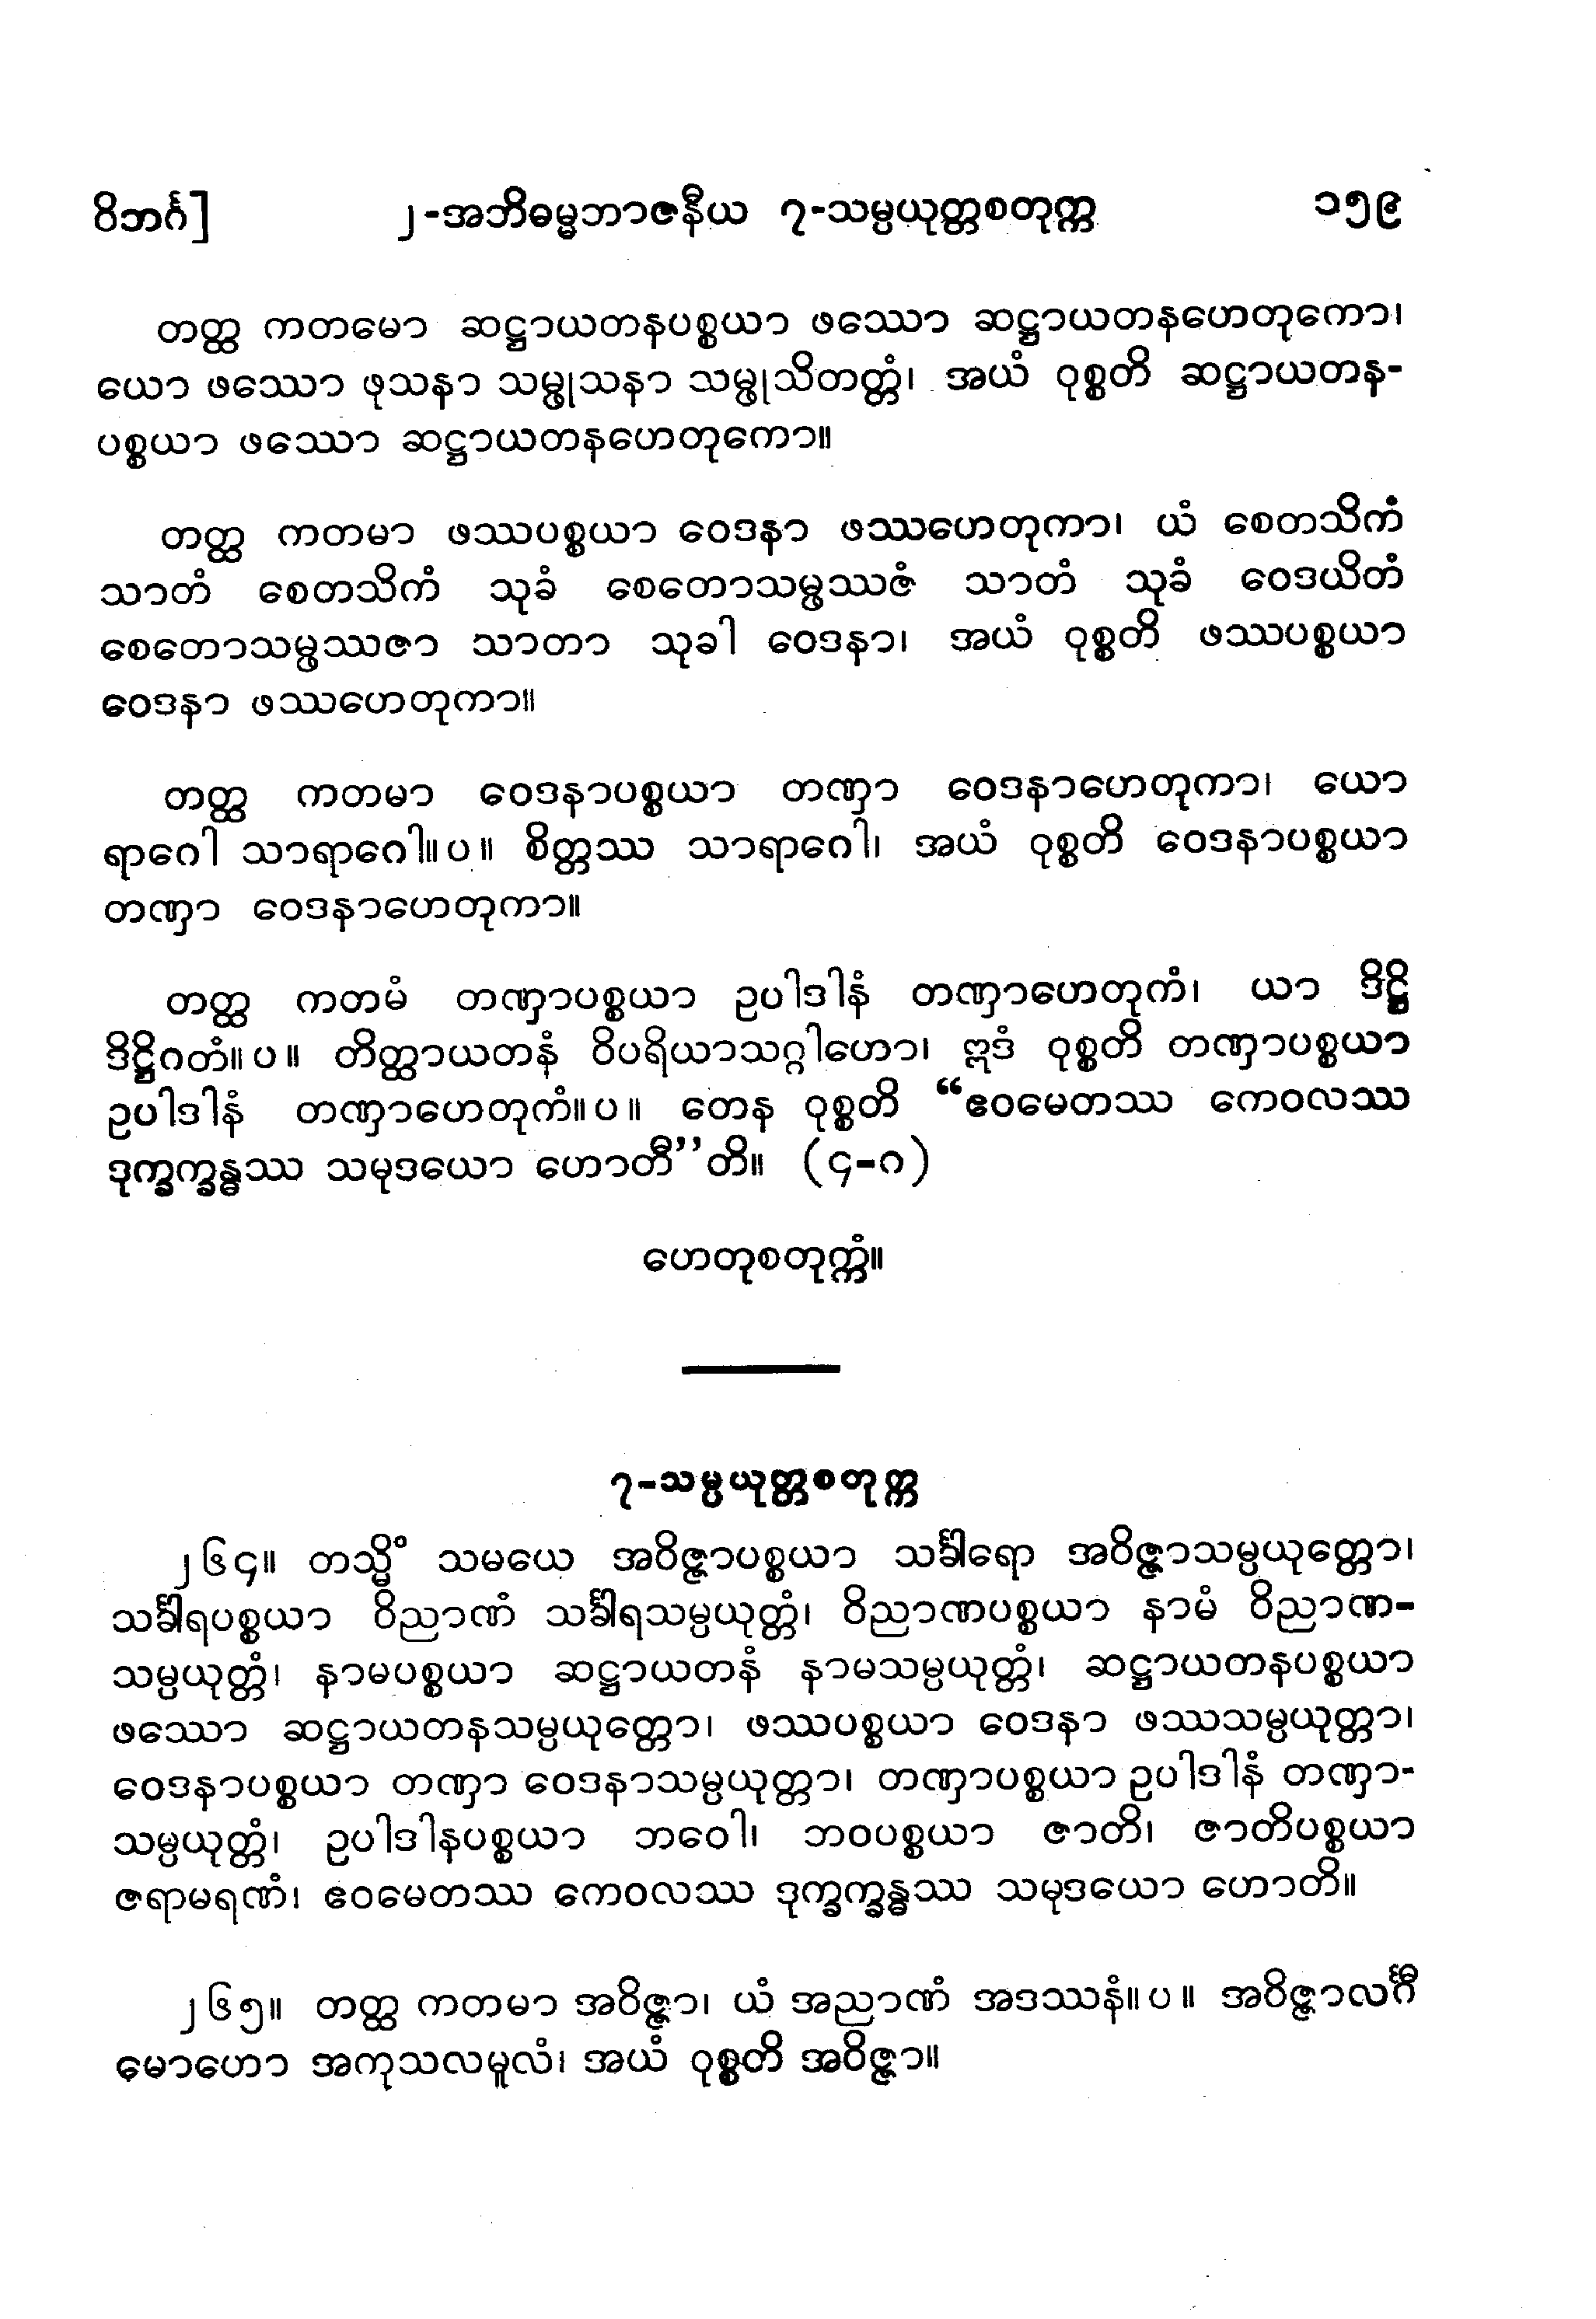 ဝိဘင်္ဂ] ၂-အဘိဓမ္မဘာဇနီယ ၇-သမ္ပယုတ္တစတုက္က ၁၅၉
တတ္ထ ကတမော ဆဋ္ဌာယတနပစ္စယာ ဖဿော ဆဋ္ဌာယတနဟေတုကော၊
ယော ဖဿော ဖုသနာ သမ္ဖုသနာ သမ္ဖုသိတတ္တံ၊ အယံ ဝုစ္စတိ ဆဋ္ဌာယတန-
ပစ္စယာ ဖဿော ဆဋ္ဌာယတနဟေတုကော။
တတ္ထ ကတမာ ဖဿပစ္စယာ ဝေဒနာ ဖဿဟေတုကာ၊ ယံ စေတသိကံ
သာတံ စေတသိကံ သုခံ စေတောသမ္ဖဿဇံ သာတံ သုခံ ဝေဒယိတံ
စေတောသမ္ဖဿဇာ သာတာ သုခါ ဝေဒနာ၊ အယံ ဝုစ္စတိ ဖဿပစ္စယာ
ဝေဒနာ ဖဿဟေတုကာ။
တတ္ထ ကတမာ ဝေဒနာပစ္စယာ တဏှာ ဝေဒနာဟေတုကာ၊ ယော
ရာဂေါ သာရာဂေါ။ပ။ စိတ္တဿ သာရာဂေါ၊ အယံ ဝုစ္စတိ ဝေဒနာပစ္စယာ
တဏှာ ဝေဒနာဟေတုကာ။
တတ္ထ ကတမံ တဏှာပစ္စယာ ဥပါဒါနံ တဏှာဟေတုကံ၊ ယာ ဒိဋ္ဌိ
ဒိဋ္ဌိဂတံ။ပ။ တိတ္ထာယတနံ ဝိပရိယာသဂ္ဂါဟော၊ ဣဒံ ဝုစ္စတိ တဏှာပစ္စယာ
ဥပါဒါနံ တဏှာဟေတုကံ။ပ။ တေန ဝုစ္စတိ “ဧဝမေတဿ ကေဝလဿ
ဒုက္ခက္ခန္ဓဿ သမုဒယော ဟောတီ”တိ။ (၄-ဂ)
ဟေတုစတုက္ကံ။
၇-သမ္ပယုတ္တစတုက္က
၂၆၄။ တသ္မိံ သမယေ အဝိဇ္ဇာပစ္စယာ သင်္ခါရော အဝိဇ္ဇာသမ္ပယုတ္တော၊
သင်္ခါရပစ္စယာ ဝိညာဏံ သင်္ခါရသမ္ပယုတ္တံ၊ ဝိညာဏပစ္စယာ နာမံ ဝိညာဏ-
သမ္ပယုတ္တံ၊ နာမပစ္စယာ ဆဋ္ဌာယတနံ နာမသမ္ပယုတ္တံ၊ ဆဋ္ဌာယတနပစ္စယာ
ဖဿော ဆဋ္ဌာယတနသမ္ပယုတ္တော၊ ဖဿပစ္စယာ ဝေဒနာ ဖဿသမ္ပယုတ္တာ၊
ဝေဒနာပစ္စယာ တဏှာ ဝေဒနာသမ္ပယုတ္တာ၊ တဏှာပစ္စယာ ဥပါဒါနံ တဏှာ-
သမ္ပယုတ္တံ၊ ဥပါဒါနပစ္စယာ ဘဝေါ၊ ဘဝပစ္စယာ ဇာတိ၊ ဇာတိပစ္စယာ
ဇရာမရဏံ၊ ဧဝမေတဿ ကေဝလဿ ဒုက္ခက္ခန္ဓဿ သမုဒယော ဟောတိ။
၂၆၅။ တတ္ထ ကတမာ အဝိဇ္ဇာ၊ ယံ အညာဏံ အဒဿနံ။ပ။ အဝိဇ္ဇာလင်္ဂီ
မောဟော အကုသလမူလံ၊ အယံ ဝုစ္စတိ အဝိဇ္ဇာ။